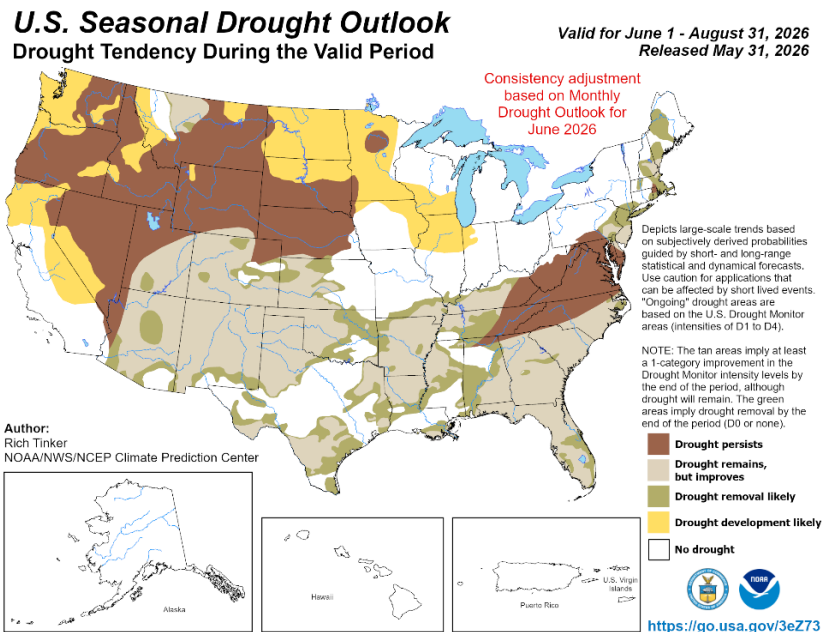 U.S. Seasonal Drought Outlook
Drought Tendency During the Valid Period
Valid for June 1 - August 31, 2026
Released May 31, 2026
Consistency adjustment
based on Monthly
Drought Outlook for
June 2026
Depicts large-scale trends based
on subjectively derived probabilities
guided by short- and long-range
statistical and dynamical forecasts.
Use caution for applications that
can be affected by short lived events.
"Ongoing" drought areas are
based on the U.S. Drought Monitor
areas (intensities of D1 to D4).
NOTE: The tan areas imply at least
a 1-category improvement in the
Drought Monitor intensity levels by
the end of the period, although
drought will remain. The green
areas imply drought removal by the
end of the period (D0 or none).
Author:
Rich Tinker
NOAA/NWS/NCEP Climate Prediction Center
Drought persists
Drought remains,
but improves
Drought removal likely
Drought development likely
No drought
Alaska
Hawaii
Puerto Rico
U.S. Virgin
Islands
NOAA
https://go.usa.gov/3eZ73